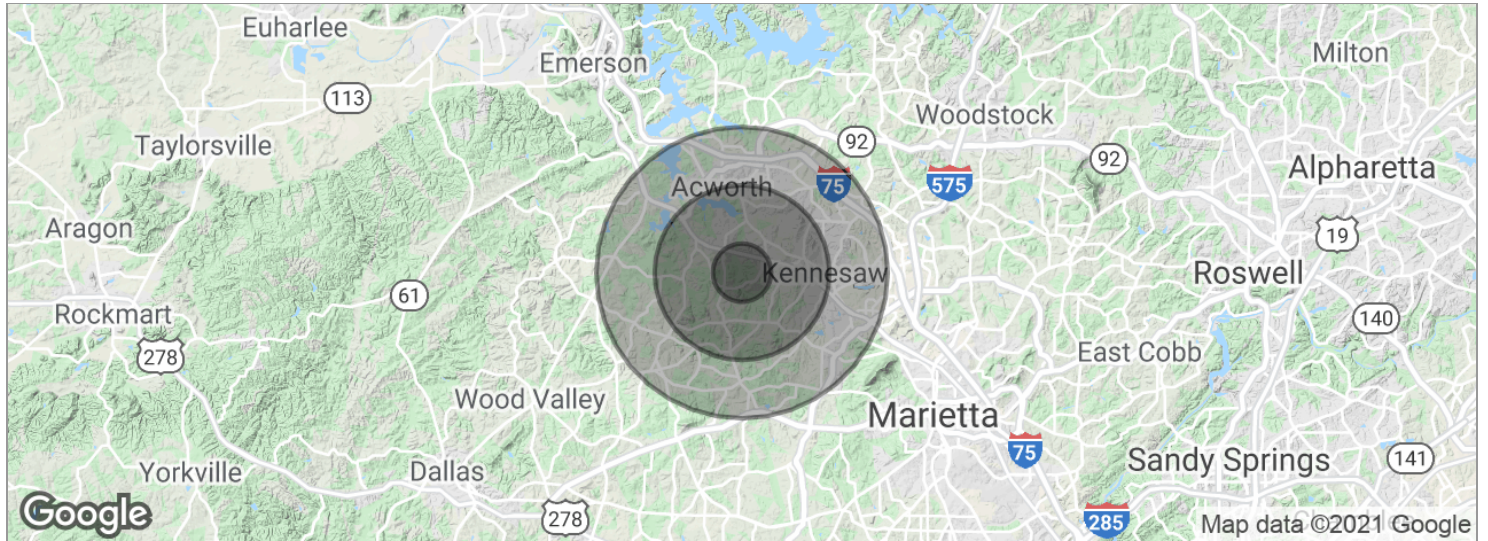 Euharlee
Milton
Emerson
113
Woodstock
92
Taylorsville
92
Alpharetta
75
575
Acworth
Aragon
19
Kennesaw
Roswell
61
Rockmart
140
278
East Cobb
Wood Valley
Marietta
75
Sandy Springs
141
Yorkville
Dallas
Google
278
285
Map data ©2021 Google